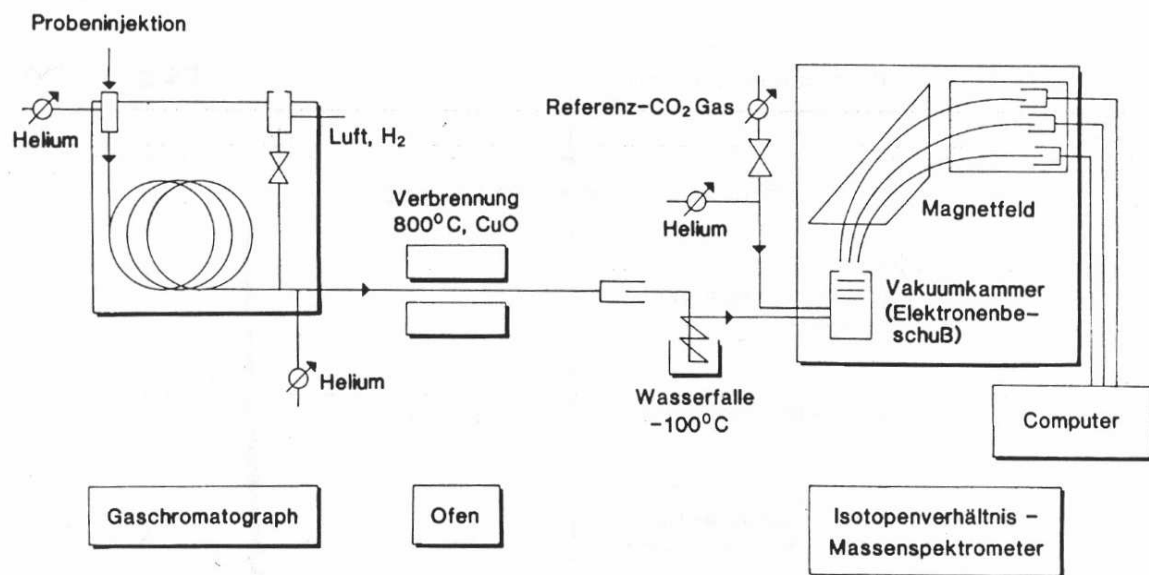 Probeninjektion
Helium
Luft, H₂
Verbrennung
800°C, CuO
Helium
Referenz-CO₂ Gas
Helium
Wasserfalle
-100°C
Magnetfeld
Vakuumkammer
(Elektronenbe-
schuß)
Computer
Gaschromatograph
Ofen
Isotopenverhältnis -
Massenspektrometer